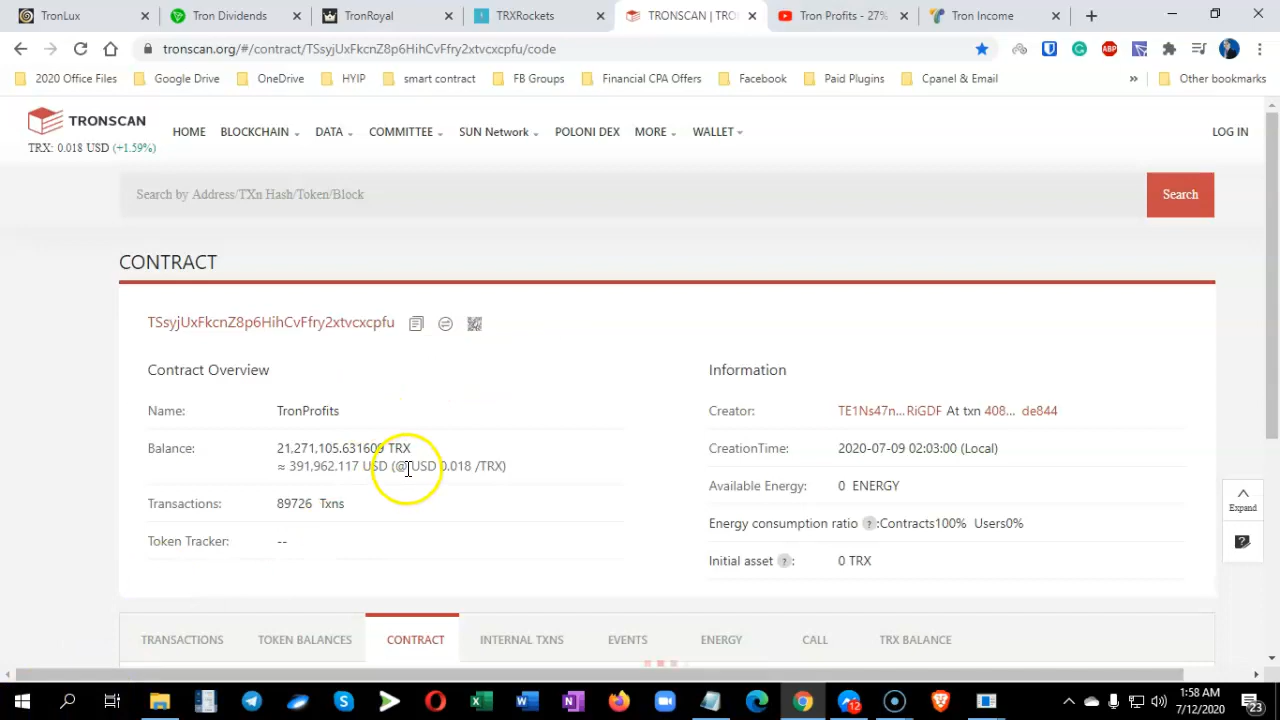 TronLux
Tron Dividends
TronRoyal
TRXRockets
TRONSCAN | TRO
Tron Profits - 27%
Tron Income
tronscan.org/#/contract/TSsyjUxFkcnZ8p6HihCvFfry2xtvcxcpfu/code
ABP
2020 Office Files
Google Drive
OneDrive
HYIP
smart contract
FB Groups
Financial CPA Offers
Facebook
Paid Plugins
Cpanel & Email
»
Other bookmarks
TRONSCAN
TRX: 0.018 USD (+1.59%)
HOME
BLOCKCHAIN
DATA
COMMITTEE
SUN Network
POLONI DEX
MORE
WALLET
LOG IN
Search by Address/TXn Hash/Token/Block
Search
CONTRACT
TSsyjUxFkcnZ8p6HihCvFfry2xtvcxcpfu
Contract Overview
Name: TronProfits
Balance: 21,271,105.631609 TRX
≈ 391,962.117 USD (@ USD 0.018 /TRX)
Transactions: 89726 Txns
Token Tracker: --
Information
Creator: TE1Ns47n...RiGDF At txn 408... de844
CreationTime: 2020-07-09 02:03:00 (Local)
Available Energy: 0 ENERGY
Energy consumption ratio ?:Contracts100% Users0%
Initial asset ?: 0 TRX
Expand
TRANSACTIONS
TOKEN BALANCES
CONTRACT
INTERNAL TXNS
EVENTS
ENERGY
CALL
TRX BALANCE
12
1:58 AM
7/12/2020
23